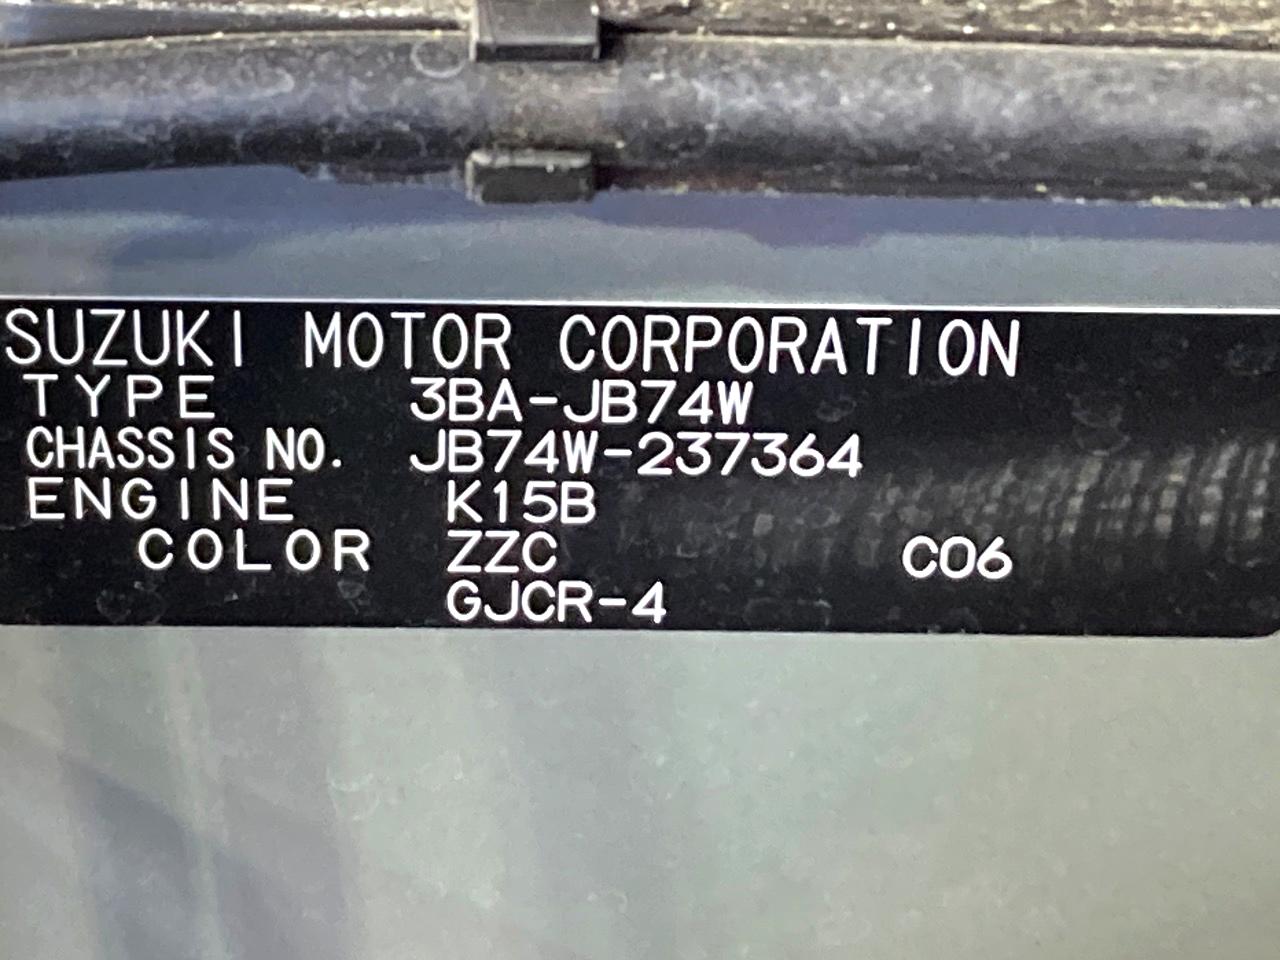 SUZUKI MOTOR CORPORATION
TYPE 3BA-JB74W
CHASSIS NO. JB74W-237364
ENGINE K15B
COLOR ZZC C06
GJCR-4